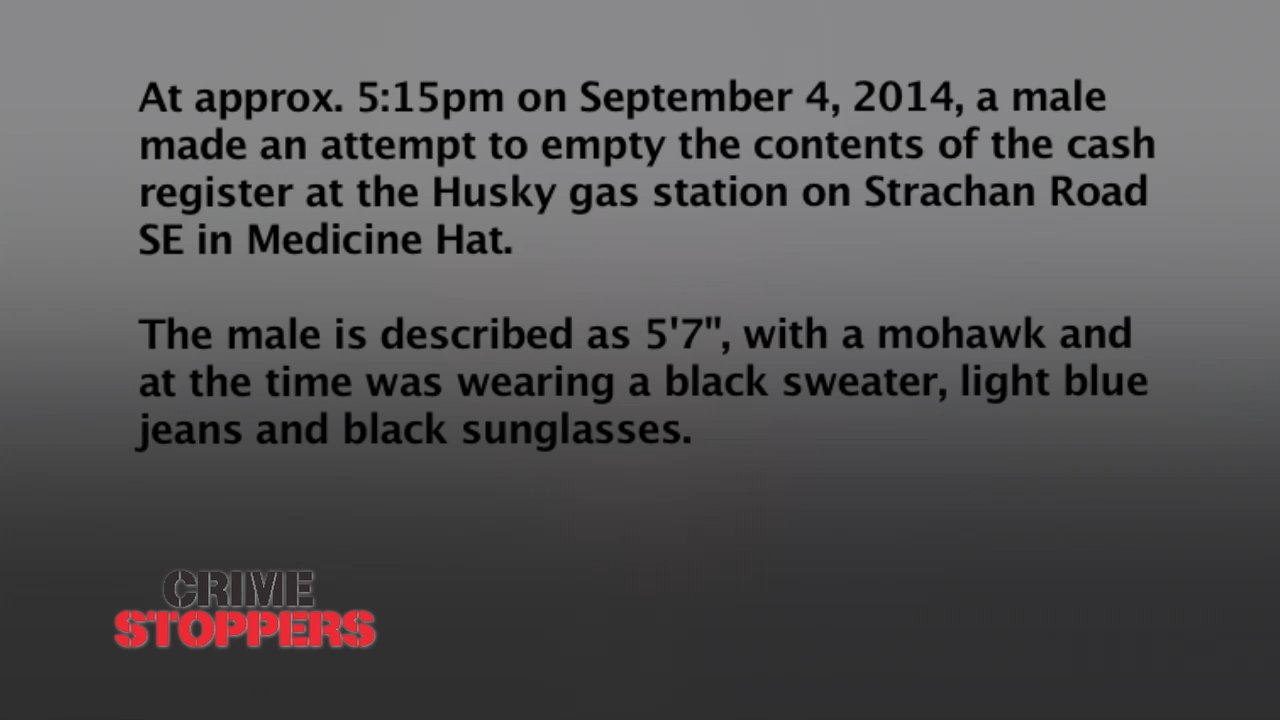 At approx. 5:15pm on September 4, 2014, a male
made an attempt to empty the contents of the cash
register at the Husky gas station on Strachan Road
SE in Medicine Hat.
The male is described as 5'7", with a mohawk and
at the time was wearing a black sweater, light blue
jeans and black sunglasses.
CRIME
STOPPERS